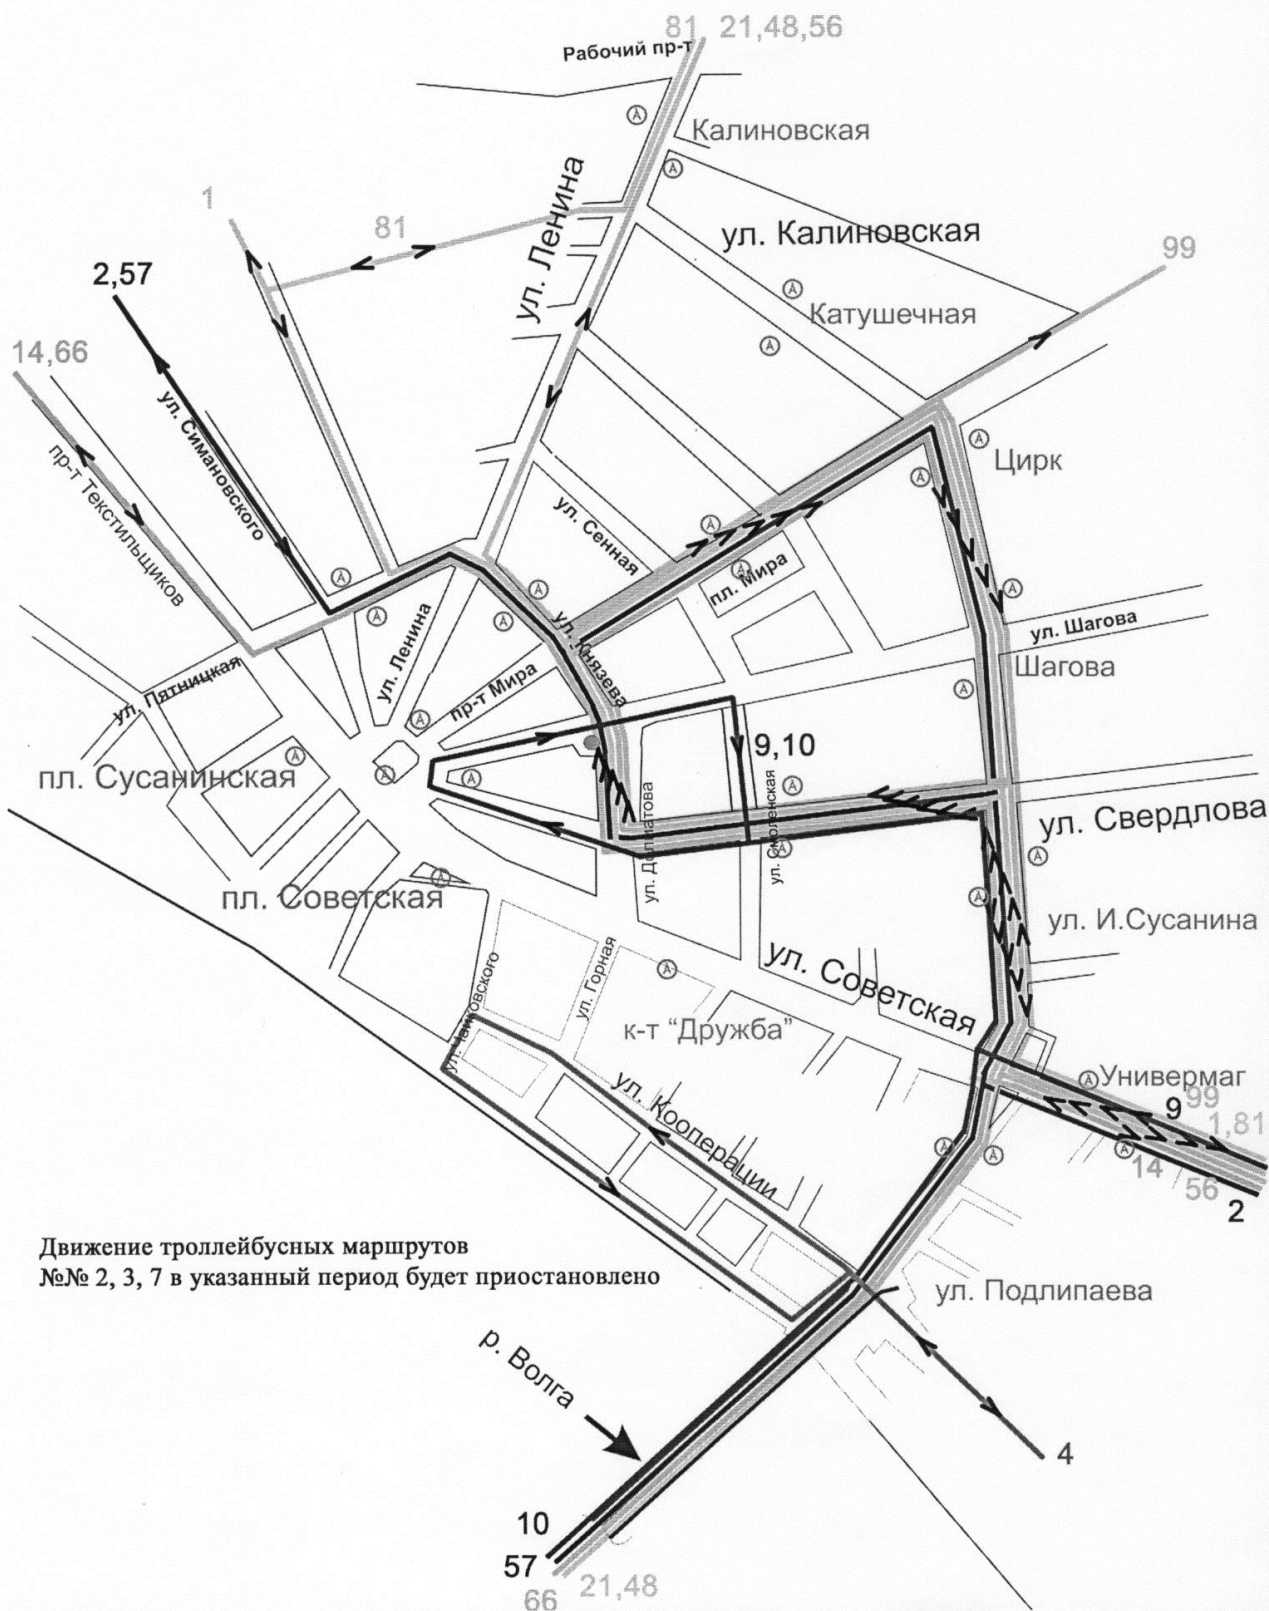 81 21,48,56
Рабочий пр-т
Калиновская
ул. Ленина
1
81
ул. Калиновская
99
2,57
Катушечная
14,66
ул. Симановского
пр-т Текстильщиков
Цирк
ул. Сенная
пл. Мира
ул. Князева
ул. Ленина
пр-т Мира
ул. Шагова
Шагова
ул. Пятницкая
9,10
пл. Сусанинская
ул. Долматова
ул. Смоленская
ул. Свердлова
пл. Советская
ул. И.Сусанина
ул. Советская
ул. Чайковского
ул. Горная
к-т "Дружба"
Универмаг
9 99
1,81
ул. Кооперации
14
56
2
Движение троллейбусных маршрутов
№№ 2, 3, 7 в указанный период будет приостановлено
ул. Подлипаева
р. Волга
4
10
57
21,48
66